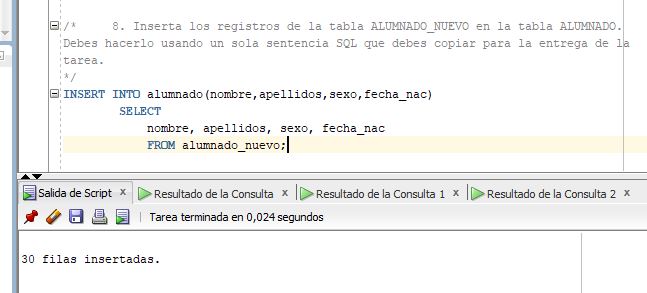 /* 8. Inserta los registros de la tabla ALUMNADO_NUEVO en la tabla ALUMNADO.
Debes hacerlo usando un sola sentencia SQL que debes copiar para la entrega de la
tarea.
*/
INSERT INTO alumnado(nombre,apellidos,sexo,fecha_nac)
SELECT
nombre, apellidos, sexo, fecha_nac
FROM alumnado_nuevo;
Salida de Script x Resultado de la Consulta x Resultado de la Consulta 1 x Resultado de la Consulta 2 x
Tarea terminada en 0,024 segundos
30 filas insertadas.